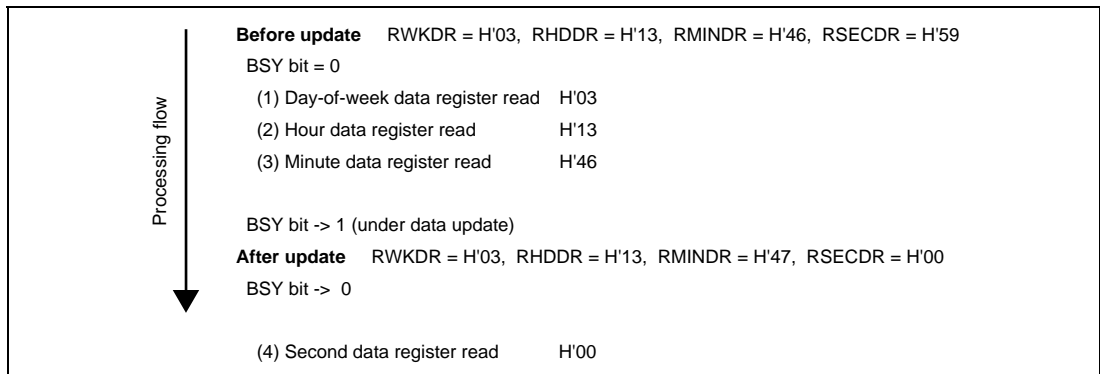 Processing flow
Before update RWKDR = H'03, RHDDR = H'13, RMINDR = H'46, RSECDR = H'59
BSY bit = 0
(1) Day-of-week data register read H'03
(2) Hour data register read H'13
(3) Minute data register read H'46
BSY bit -> 1 (under data update)
After update RWKDR = H'03, RHDDR = H'13, RMINDR = H'47, RSECDR = H'00
BSY bit -> 0
(4) Second data register read H'00